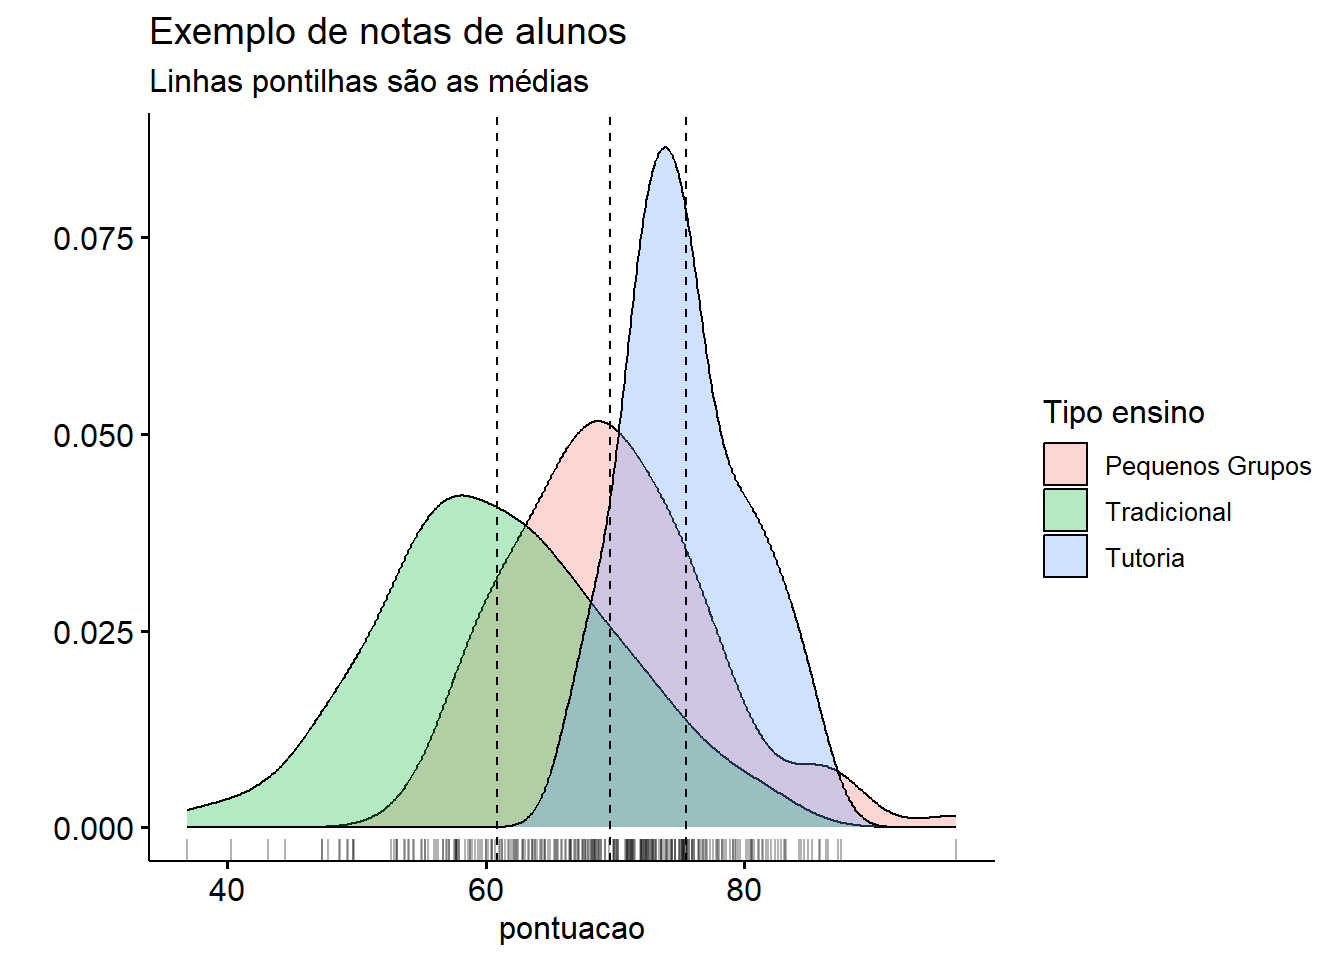 Exemplo de notas de alunos
Linhas pontilhas são as médias
0.075
0.050
0.025
0.000
40 60 80
pontuacao
Tipo ensino
Pequenos Grupos
Tradicional
Tutoria